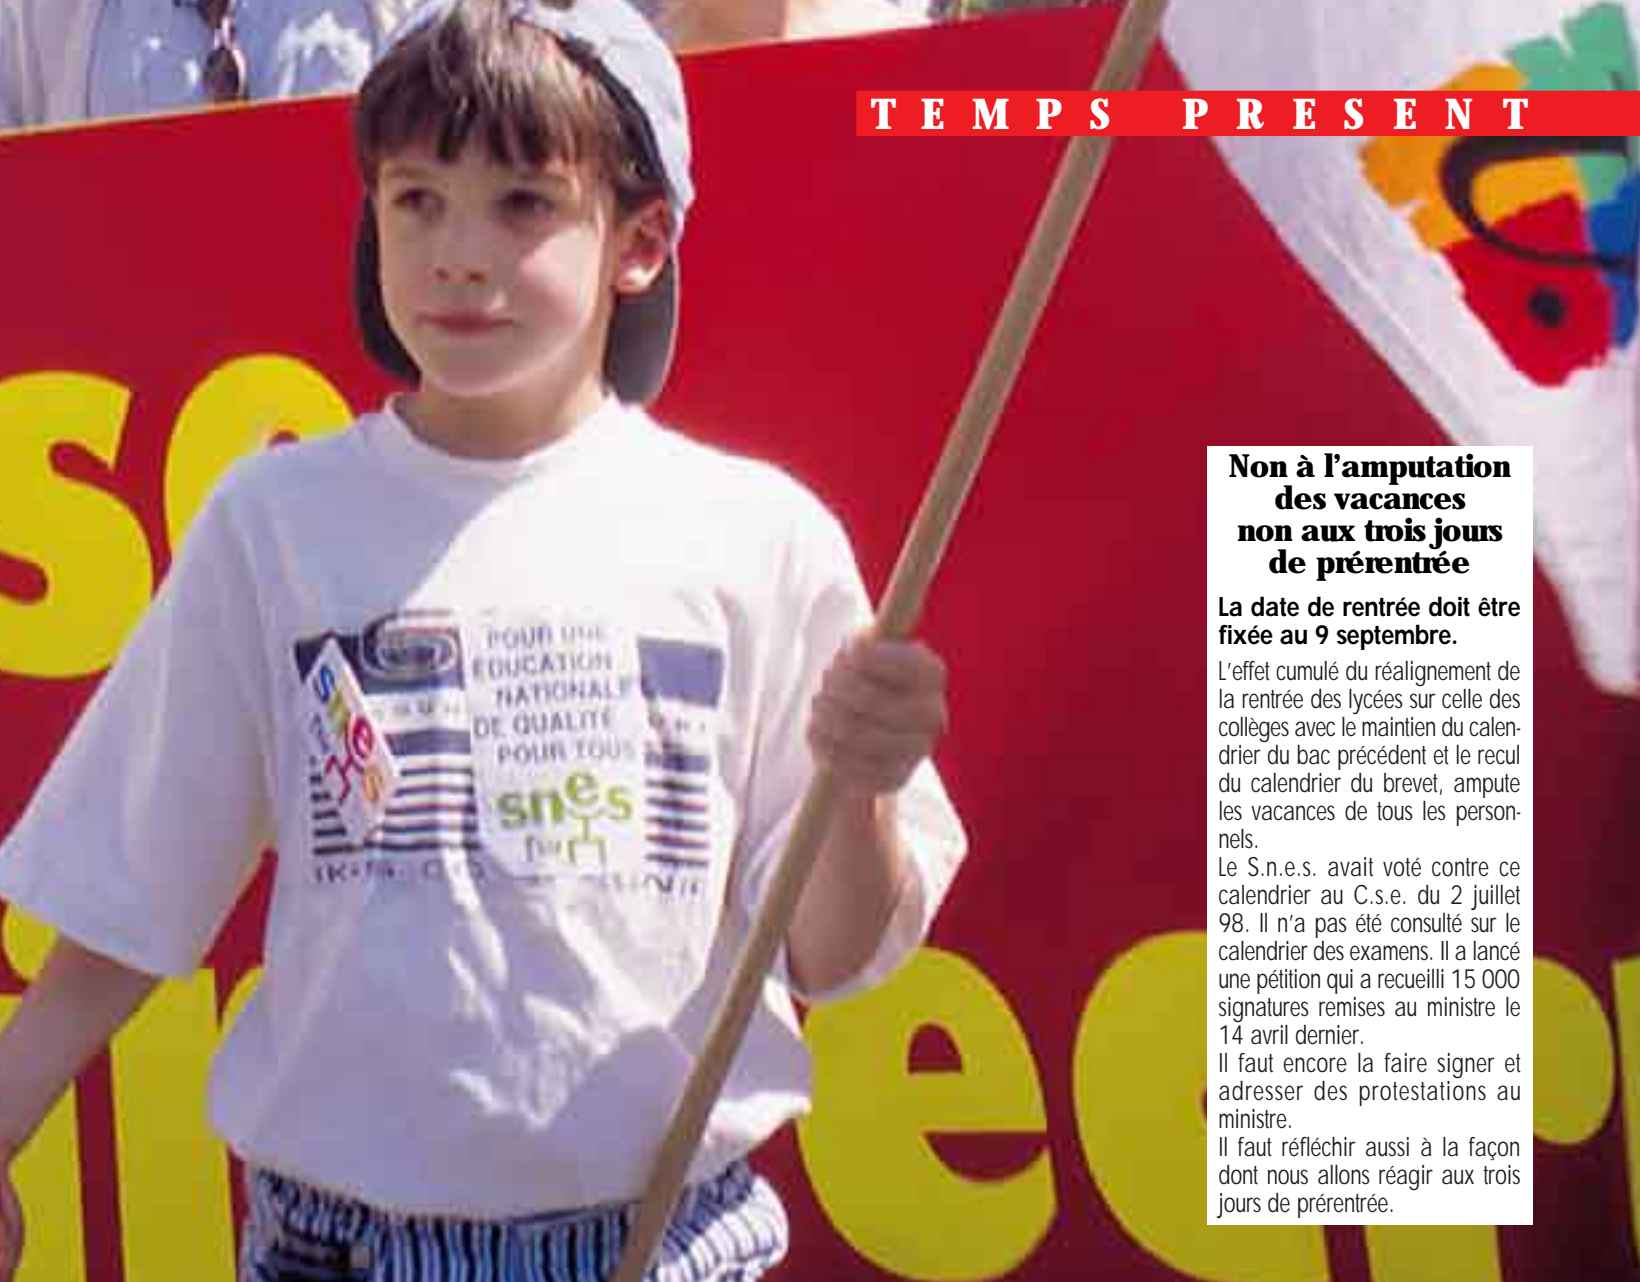 TEMPS PRESENT
Non à l'amputation
des vacances
non aux trois jours
de prérentrée
La date de rentrée doit être
fixée au 9 septembre.
L'effet cumulé du réalignement de
la rentrée des lycées sur celle des
collèges avec le maintien du calen-
drier du bac précédent et le recul
du calendrier du brevet, ampute
les vacances de tous les person-
nels.
Le S.n.e.s. avait voté contre ce
calendrier au C.s.e. du 2 juillet
98. Il n'a pas été consulté sur le
calendrier des examens. Il a lancé
une pétition qui a recueilli 15 000
signatures remises au ministre le
14 avril dernier.
Il faut encore la faire signer et
adresser des protestations au
ministre.
Il faut réfléchir aussi à la façon
dont nous allons réagir aux trois
jours de prérentrée.
POUR UNE
EDUCATION
NATIONALE
DE QUALITE
POUR TOUS
snes
fsu
snes